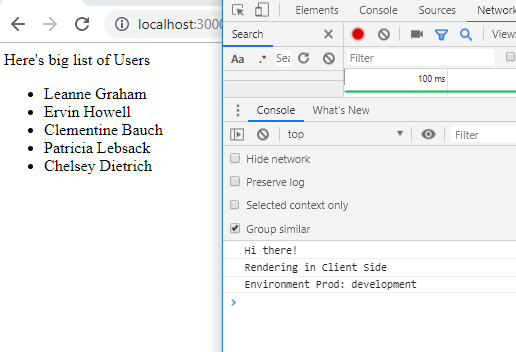 localhost:3000
Here's big list of Users
Leanne Graham
Ervin Howell
Clementine Bauch
Patricia Lebsack
Chelsey Dietrich
Elements Console Sources Network
Search
View:
Aa .* Sea
Filter
100 ms
Console What's New
top Filter
Hide network
Preserve log
Selected context only
Group similar
Hi there!
Rendering in Client Side
Environment Prod: development